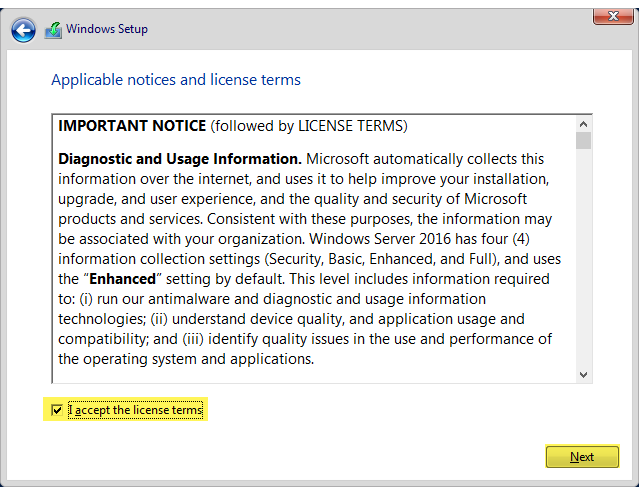 Windows Setup
Applicable notices and license terms
IMPORTANT NOTICE (followed by LICENSE TERMS)
Diagnostic and Usage Information. Microsoft automatically collects this
information over the internet, and uses it to help improve your installation,
upgrade, and user experience, and the quality and security of Microsoft
products and services. Consistent with these purposes, the information may
be associated with your organization. Windows Server 2016 has four (4)
information collection settings (Security, Basic, Enhanced, and Full), and uses
the “Enhanced” setting by default. This level includes information required
to: (i) run our antimalware and diagnostic and usage information
technologies; (ii) understand device quality, and application usage and
compatibility; and (iii) identify quality issues in the use and performance of
the operating system and applications.
I accept the license terms
Next